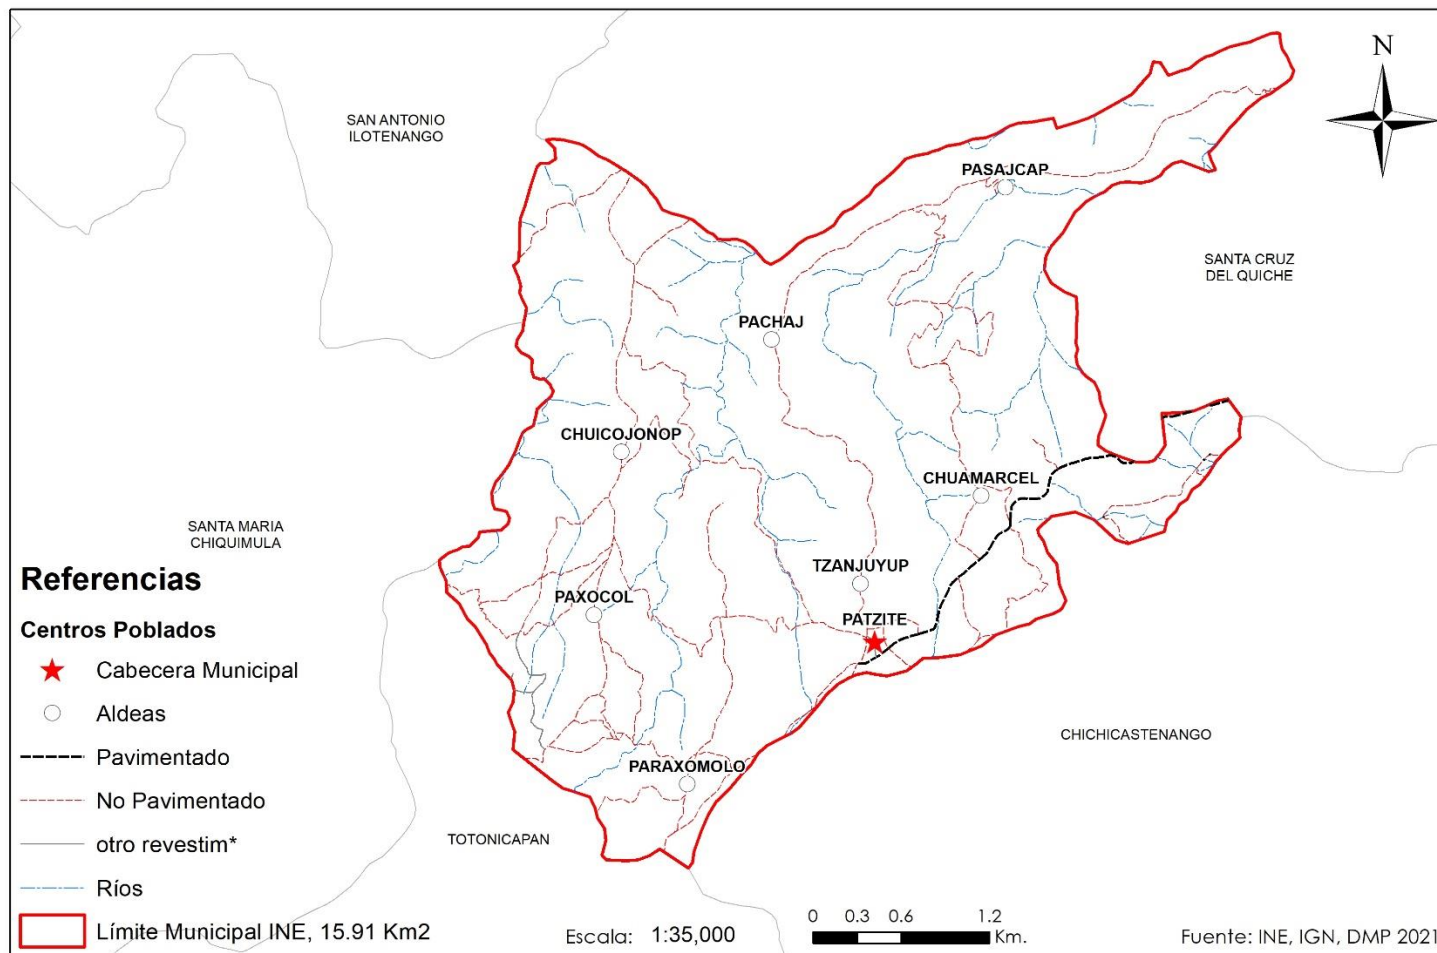 N
SAN ANTONIO
ILOTENANGO
PASAJCAP
SANTA CRUZ
DEL QUICHE
PACHAJ
CHUICOJONOP
CHUAMARCEL
SANTA MARIA
CHIQUIMULA
TZANJUYUP
PAXOCOL
PATZITE
CHICHICASTENANGO
PARAXOMOLO
TOTONICAPAN
Referencias
Centros Poblados
Cabecera Municipal
Aldeas
Pavimentado
No Pavimentado
otro revestim*
Ríos
Límite Municipal INE, 15.91 Km2
Escala: 1:35,000
0 0.3 0.6 1.2
Km.
Fuente: INE, IGN, DMP 2021